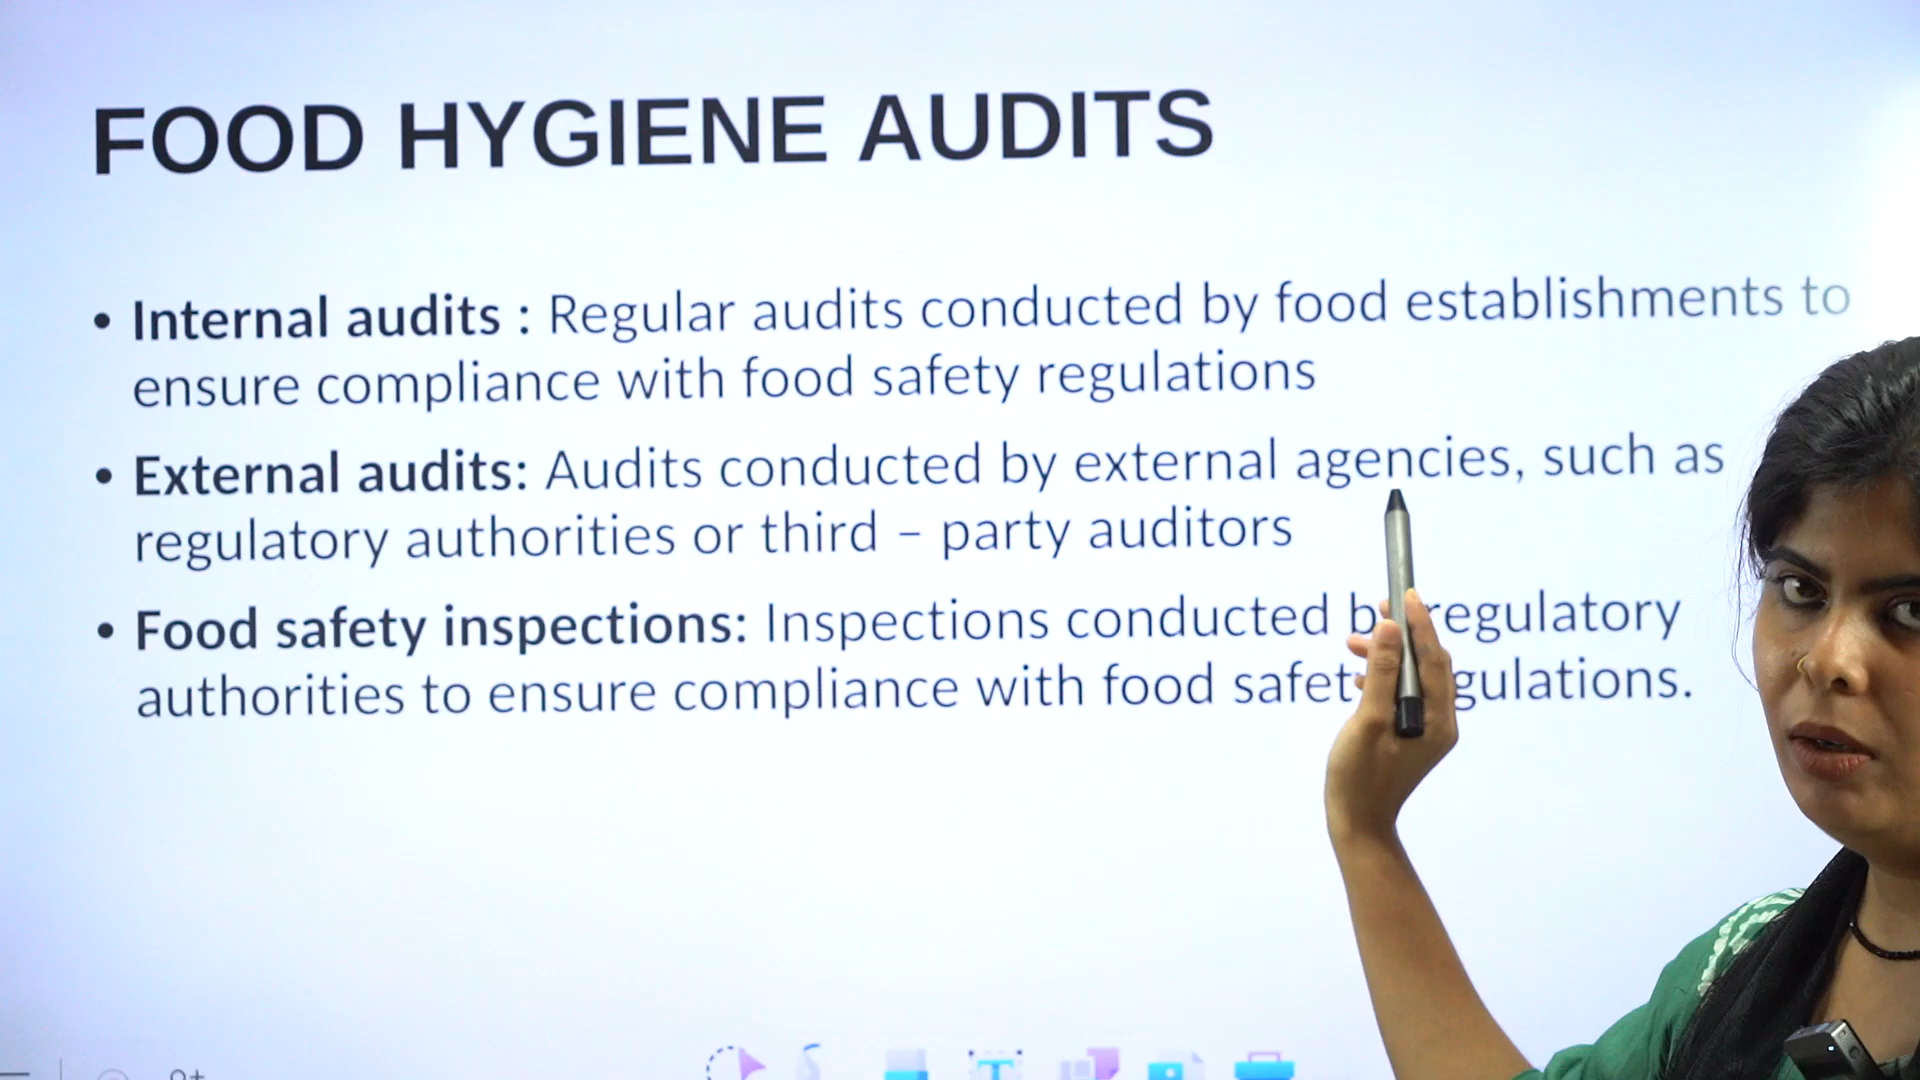 FOOD HYGIENE AUDITS
• Internal audits : Regular audits conducted by food establishments to
ensure compliance with food safety regulations
• External audits: Audits conducted by external agencies, such as
regulatory authorities or third – party auditors
• Food safety inspections: Inspections conducted regulatory
authorities to ensure compliance with food